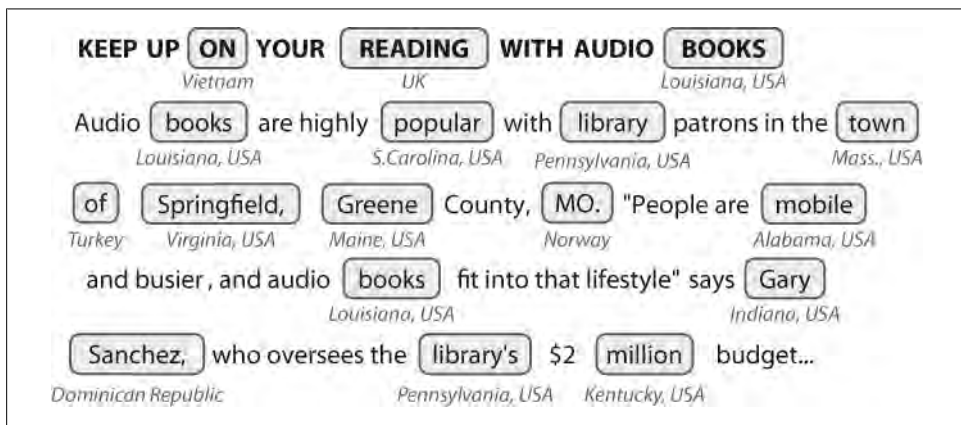 KEEP UP ON YOUR READING WITH AUDIO BOOKS
Vietnam UK Louisiana, USA
Audio books are highly popular with library patrons in the town
Louisiana, USA S.Carolina, USA Pennsylvania, USA Mass., USA
of Springfield, Greene County, MO. "People are mobile
Turkey Virginia, USA Maine, USA Norway Alabama, USA
and busier, and audio books fit into that lifestyle" says Gary
Louisiana, USA Indiana, USA
Sanchez, who oversees the library's $2 million budget...
Dominican Republic Pennsylvania, USA Kentucky, USA